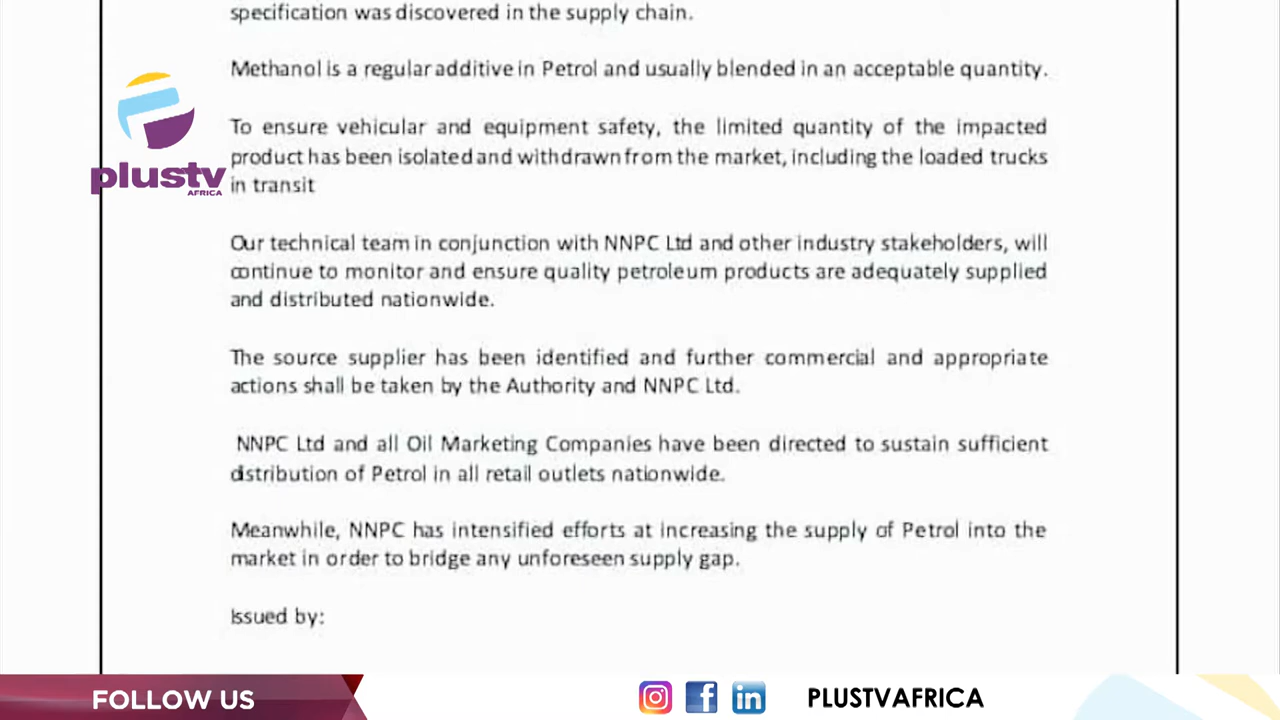 specification was discovered in the supply chain.
Methanol is a regular additive in Petrol and usually blended in an acceptable quantity.
To ensure vehicular and equipment safety, the limited quantity of the impacted
product has been isolated and withdrawn from the market, including the loaded trucks
in transit
plustv
AFRICA
Our technical team in conjunction with NNPC Ltd and other industry stakeholders, will
continue to monitor and ensure quality petroleum products are adequately supplied
and distributed nationwide.
The source supplier has been identified and further commercial and appropriate
actions shall be taken by the Authority and NNPC Ltd.
NNPC Ltd and all Oil Marketing Companies have been directed to sustain sufficient
distribution of Petrol in all retail outlets nationwide.
Meanwhile, NNPC has intensified efforts at increasing the supply of Petrol into the
market in order to bridge any unforeseen supply gap.
Issued by:
FOLLOW US
PLUSTVAFRICA